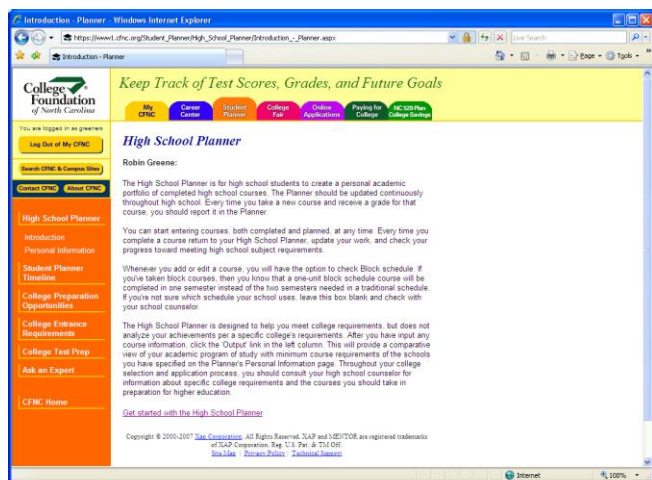 Introduction - Planner - Windows Internet Explorer
https://www1.cfnc.org/Student_Planner/High_School_Planner/Introduction_-_Planner.aspx
Live Search
Introduction - Planner
Page
Tools
College
Foundation
of North Carolina
Keep Track of Test Scores, Grades, and Future Goals
My
CFNC
Career
Center
Student
Planner
College
Fair
Online
Applications
Paying for
College
NC 529 Plan
College Savings
You are logged in as greenero
Log Out of My CFNC
Search CFNC & Campus Sites
Contact CFNC
About CFNC
High School Planner
Introduction
Personal Information
Student Planner
Timeline
College Preparation
Opportunities
College Entrance
Requirements
College Test Prep
Ask an Expert
CFNC Home
High School Planner
Robin Greene:
The High School Planner is for high school students to create a personal academic
portfolio of completed high school courses. The Planner should be updated continuously
throughout high school. Every time you take a new course and receive a grade for that
course, you should report it in the Planner.
You can start entering courses, both completed and planned, at any time. Every time you
complete a course return to your High School Planner, update your work, and check your
progress toward meeting high school subject requirements.
Whenever you add or edit a course, you will have the option to check Block schedule. If
you've taken block courses, then you know that a one-unit block schedule course will be
completed in one semester instead of the two semesters needed in a traditional schedule.
If you're not sure which schedule your school uses, leave this box blank and check with
your school counselor.
The High School Planner is designed to help you meet college requirements, but does not
analyze your achievements per a specific college's requirements. After you have input any
course information, click the 'Output' link in the left column. This will provide a comparative
view of your academic program of study with minimum course requirements of the schools
you have specified on the Planner's Personal Information page. Throughout your college
selection and application process, you should consult your high school counselor for
information about specific college requirements and the courses you should take in
preparation for higher education.
Get started with the High School Planner
Copyright © 2000-2007 Xap Corporation. All Rights Reserved. XAP and MENTOR are registered trademarks
of XAP Corporation. Reg. U.S. Pat. & TM Off.
Site Map | Privacy Policy | Technical Support
Internet
100%